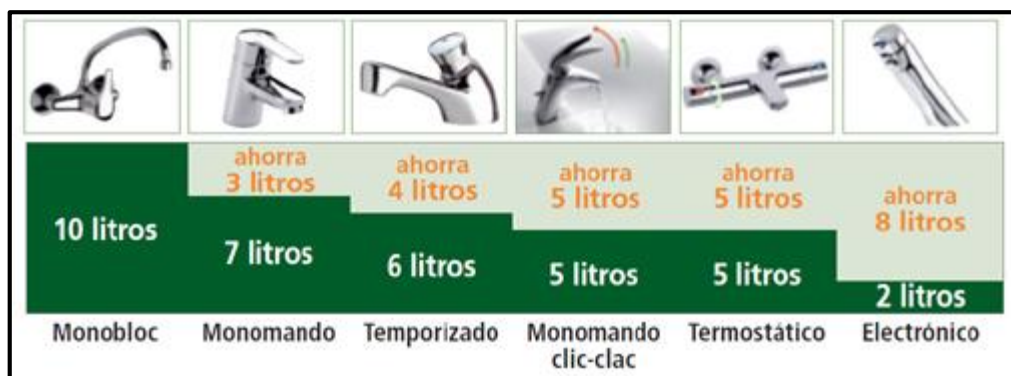 ahorra
3 litros
ahorra
4 litros
ahorra
5 litros
ahorra
5 litros
ahorra
8 litros
10 litros
7 litros
6 litros
5 litros
5 litros
2 litros
Monobloc
Monomando
Temporizado
Monomando
clic-clac
Termostático
Electrónico